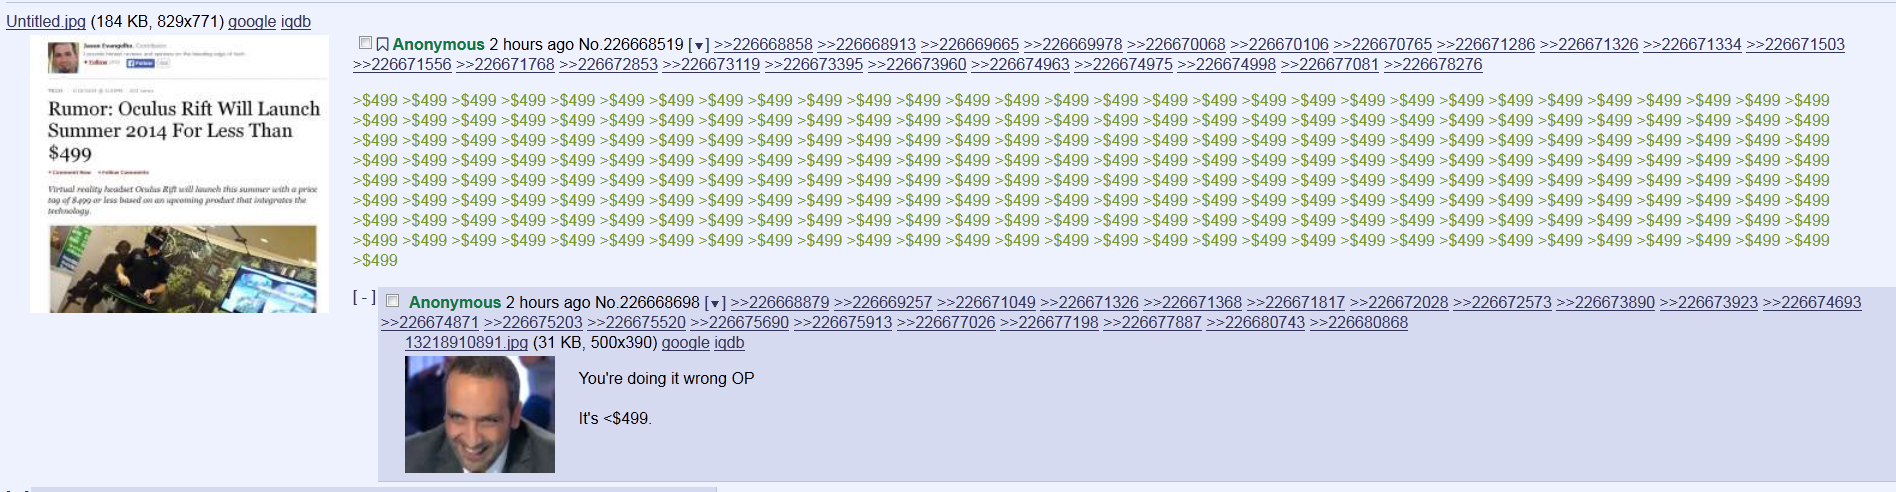 Untitled.jpg (184 KB, 829x771) google iqdb
Jason Evangelho, Contributor
+ Follow Follow
TECH
Rumor: Oculus Rift Will Launch
Summer 2014 For Less Than
$499
+ Comment Now + Follow Comments
Virtual reality headset Oculus Rift will launch this summer with a price
tag of $499 or less based on an upcoming product that integrates the
technology.
Anonymous 2 hours ago No.226668519 [▼] >>226668858 >>226668913 >>226669665 >>226669978 >>226670068 >>226670106 >>226670765 >>226671286 >>226671326 >>226671334 >>226671503
>>226671556 >>226671768 >>226672853 >>226673119 >>226673395 >>226673960 >>226674963 >>226674975 >>226674998 >>226677081 >>226678276
>$499 >$499 >$499 >$499 >$499 >$499 >$499 >$499 >$499 >$499 >$499 >$499 >$499 >$499 >$499 >$499 >$499 >$499 >$499 >$499 >$499 >$499 >$499 >$499 >$499 >$499 >$499 >$499 >$499 >$499
>$499 >$499 >$499 >$499 >$499 >$499 >$499 >$499 >$499 >$499 >$499 >$499 >$499 >$499 >$499 >$499 >$499 >$499 >$499 >$499 >$499 >$499 >$499 >$499 >$499 >$499 >$499 >$499 >$499 >$499
>$499 >$499 >$499 >$499 >$499 >$499 >$499 >$499 >$499 >$499 >$499 >$499 >$499 >$499 >$499 >$499 >$499 >$499 >$499 >$499 >$499 >$499 >$499 >$499 >$499 >$499 >$499 >$499 >$499 >$499
>$499 >$499 >$499 >$499 >$499 >$499 >$499 >$499 >$499 >$499 >$499 >$499 >$499 >$499 >$499 >$499 >$499 >$499 >$499 >$499 >$499 >$499 >$499 >$499 >$499 >$499 >$499 >$499 >$499 >$499
>$499 >$499 >$499 >$499 >$499 >$499 >$499 >$499 >$499 >$499 >$499 >$499 >$499 >$499 >$499 >$499 >$499 >$499 >$499 >$499 >$499 >$499 >$499 >$499 >$499 >$499 >$499 >$499 >$499 >$499
>$499 >$499 >$499 >$499 >$499 >$499 >$499 >$499 >$499 >$499 >$499 >$499 >$499 >$499 >$499 >$499 >$499 >$499 >$499 >$499 >$499 >$499 >$499 >$499 >$499 >$499 >$499 >$499 >$499 >$499
>$499 >$499 >$499 >$499 >$499 >$499 >$499 >$499 >$499 >$499 >$499 >$499 >$499 >$499 >$499 >$499 >$499 >$499 >$499 >$499 >$499 >$499 >$499 >$499 >$499 >$499 >$499 >$499 >$499 >$499
>$499 >$499 >$499 >$499 >$499 >$499 >$499 >$499 >$499 >$499 >$499 >$499 >$499 >$499 >$499 >$499 >$499 >$499 >$499 >$499 >$499 >$499 >$499 >$499 >$499 >$499 >$499 >$499 >$499 >$499
>$499
[ - ] Anonymous 2 hours ago No.226668698 [▼] >>226668879 >>226669257 >>226671049 >>226671326 >>226671368 >>226671817 >>226672028 >>226672573 >>226673890 >>226673923 >>226674693
>>226674871 >>226675203 >>226675520 >>226675690 >>226675913 >>226677026 >>226677198 >>226677887 >>226680743 >>226680868
13218910891.jpg (31 KB, 500x390) google iqdb
You're doing it wrong OP
It's <$499.